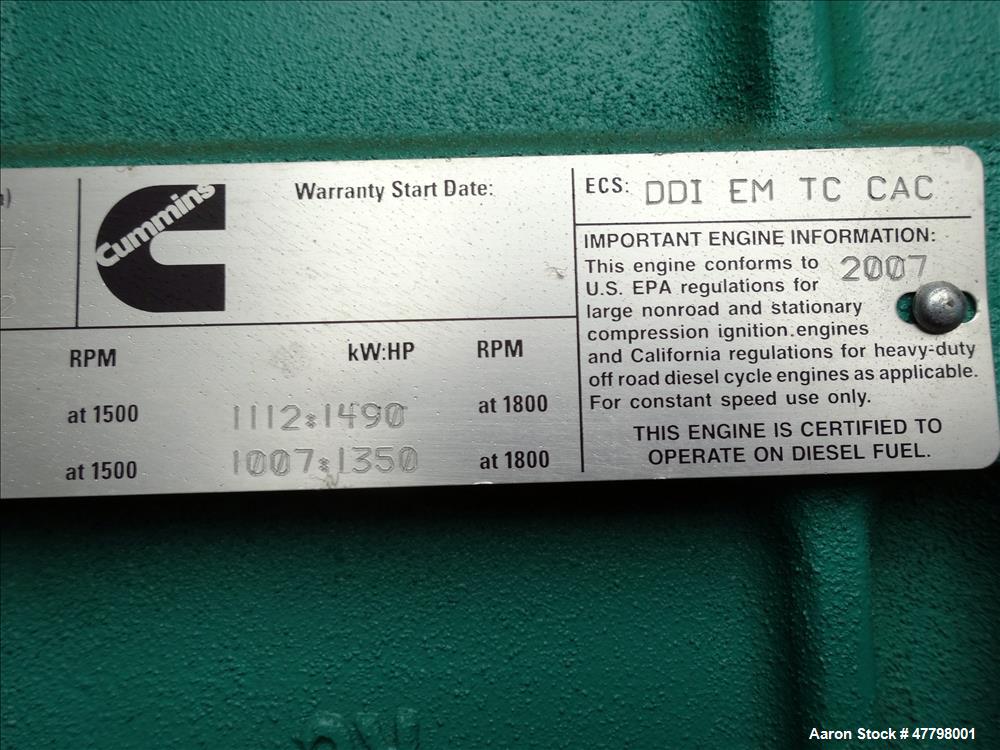 Cummins
Warranty Start Date:
RPM kW:HP RPM
at 1500 1112:1490 at 1800
at 1500 1007:1350 at 1800
ECS: DDI EM TC CAC
IMPORTANT ENGINE INFORMATION:
This engine conforms to 2007
U.S. EPA regulations for
large nonroad and stationary
compression ignition.engines
and California regulations for heavy-duty
off road diesel cycle engines as applicable.
For constant speed use only.
THIS ENGINE IS CERTIFIED TO
OPERATE ON DIESEL FUEL.
Aaron Stock # 47798001